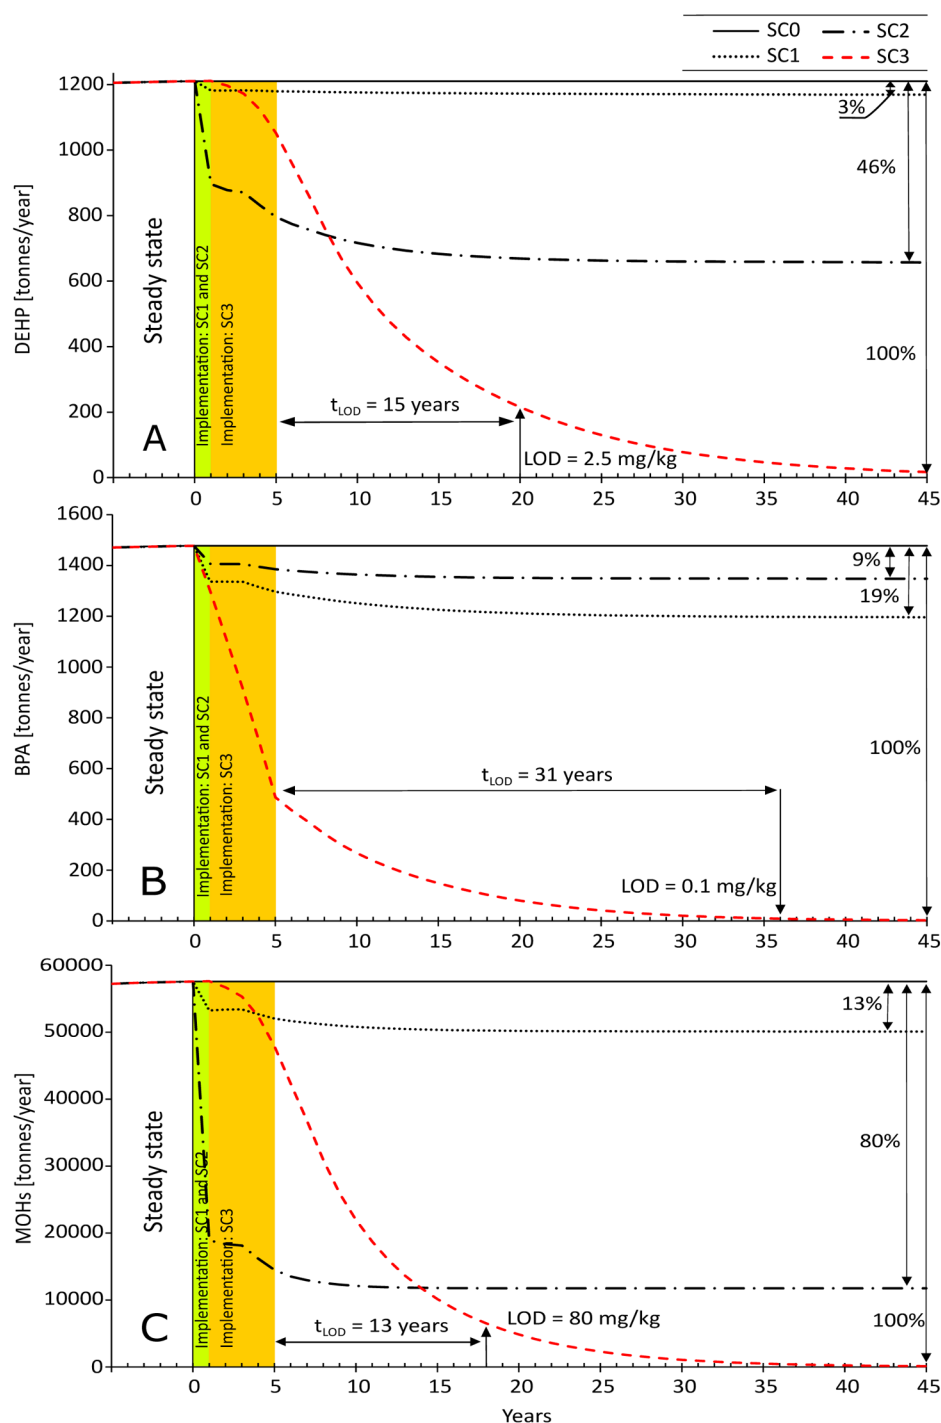 SC0 SC2
SC1 SC3
DEHP [tonnes/year]
1200
1000
800
600
400
200
0
Steady state
Implementation: SC1 and SC2
Implementation: SC3
3%
46%
100%
tLOD = 15 years
LOD = 2.5 mg/kg
A
0 5 10 15 20 25 30 35 40 45
BPA [tonnes/year]
1600
1400
1200
1000
800
600
400
200
0
Steady state
Implementation: SC1 and SC2
Implementation: SC3
9%
19%
100%
tLOD = 31 years
LOD = 0.1 mg/kg
B
0 5 10 15 20 25 30 35 40 45
MOHs [tonnes/year]
60000
50000
40000
30000
20000
10000
0
Steady state
Implementation: SC1 and SC2
Implementation: SC3
13%
80%
100%
tLOD = 13 years
LOD = 80 mg/kg
C
0 5 10 15 20 25 30 35 40 45
Years